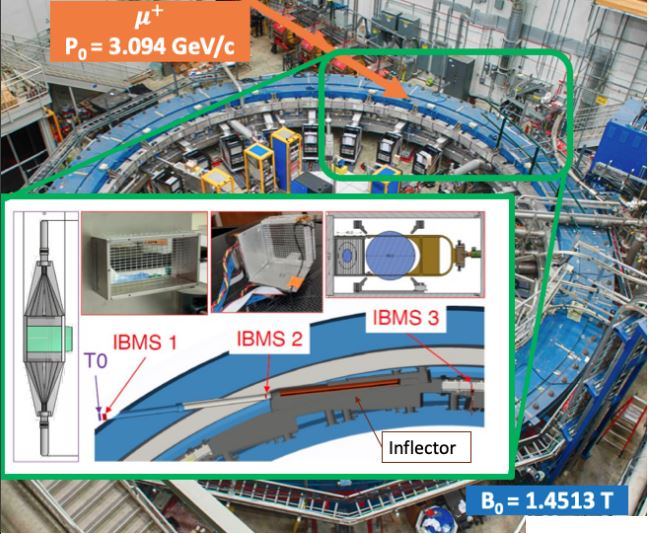 μ⁺
P₀ = 3.094 GeV/c
IBMS 3
IBMS 1
IBMS 2
T0
Inflector
B₀ = 1.4513 T